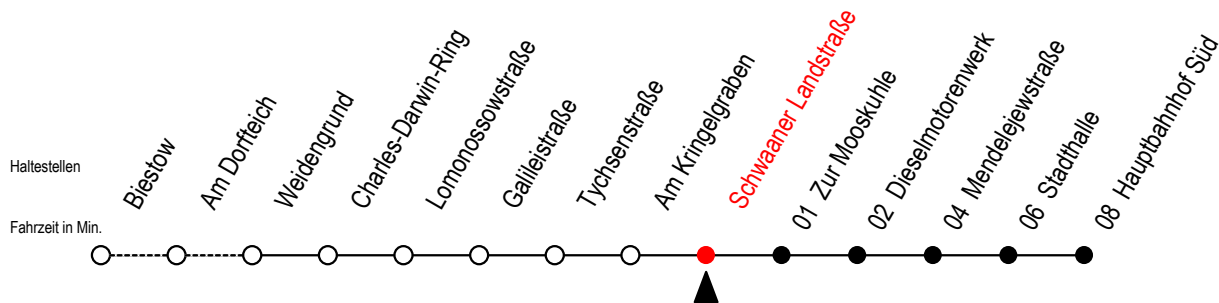 Haltestellen
Fahrzeit in Min.
Biestow
Am Dorfteich
Weidengrund
Charles-Darwin-Ring
Lomonossowstraße
Galileistraße
Tychsenstraße
Am Kringelgraben
Schwaaner Landstraße
01 Zur Mooskuhle
02 Dieselmotorenwerk
04 Mendelejewstraße
06 Stadthalle
08 Hauptbahnhof Süd